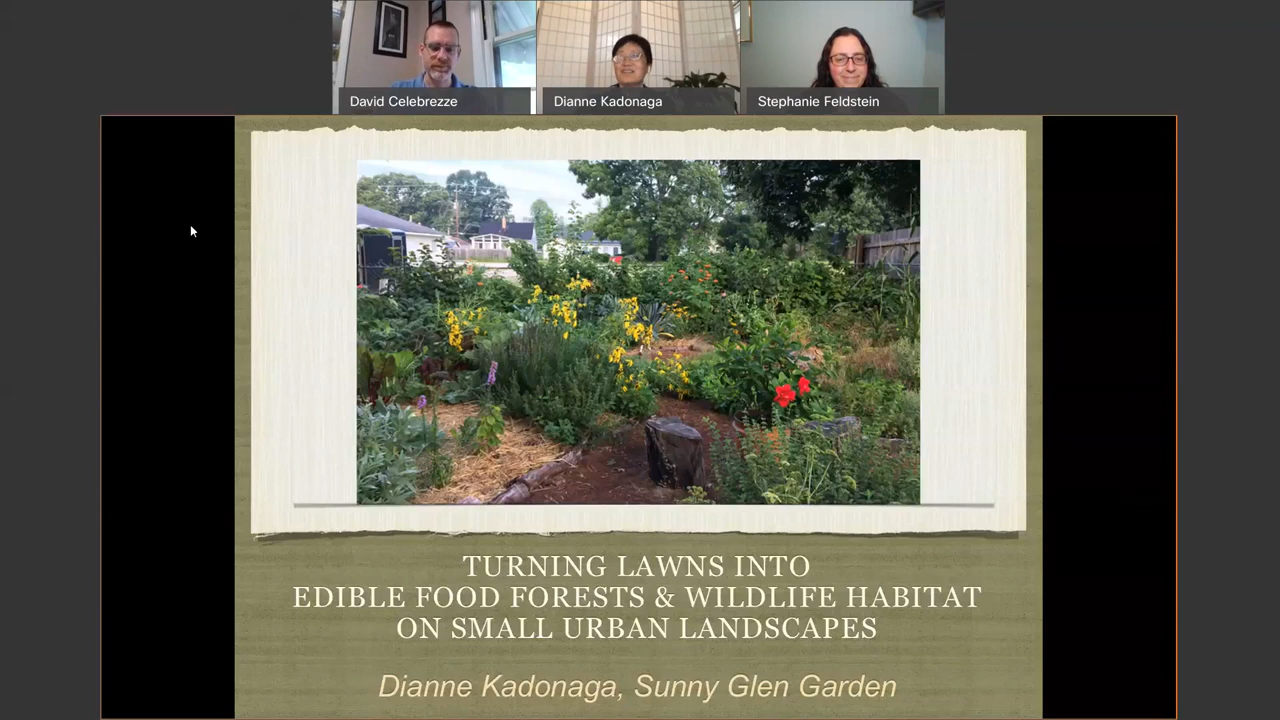 David Celebrezze
Dianne Kadonaga
Stephanie Feldstein
TURNING LAWNS INTO
EDIBLE FOOD FORESTS & WILDLIFE HABITAT
ON SMALL URBAN LANDSCAPES
Dianne Kadonaga, Sunny Glen Garden